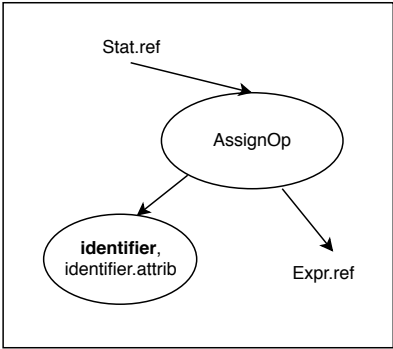 Stat.ref
AssignOp
identifier,
identifier.attrib
Expr.ref